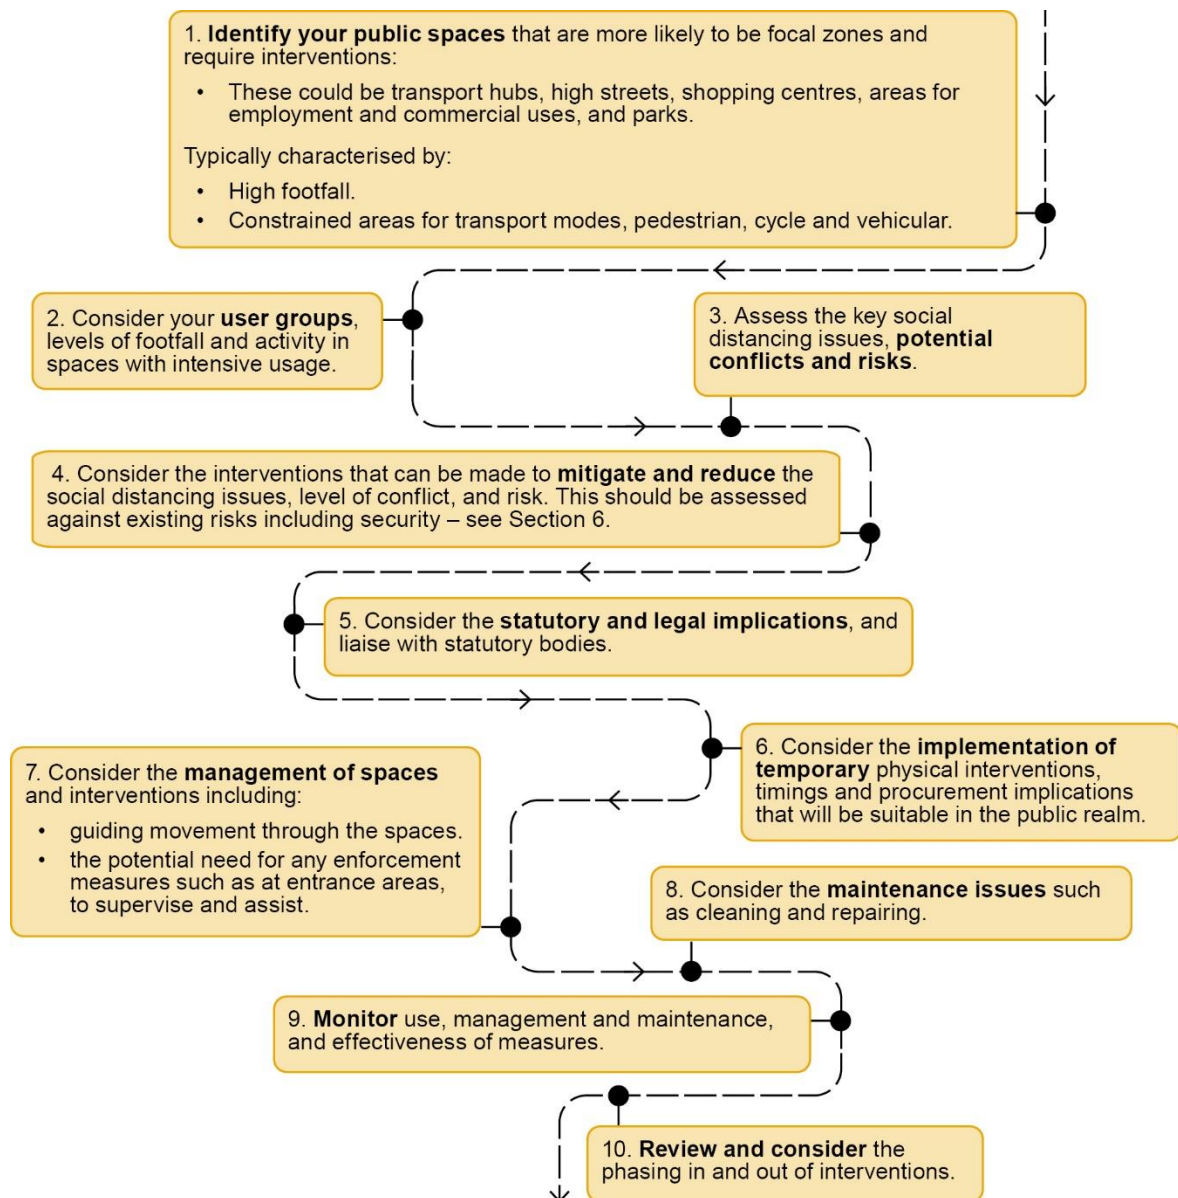 1. Identify your public spaces that are more likely to be focal zones and
require interventions:
• These could be transport hubs, high streets, shopping centres, areas for
employment and commercial uses, and parks.
Typically characterised by:
• High footfall.
• Constrained areas for transport modes, pedestrian, cycle and vehicular.
2. Consider your user groups,
levels of footfall and activity in
spaces with intensive usage.
3. Assess the key social
distancing issues, potential
conflicts and risks.
4. Consider the interventions that can be made to mitigate and reduce the
social distancing issues, level of conflict, and risk. This should be assessed
against existing risks including security – see Section 6.
5. Consider the statutory and legal implications, and
liaise with statutory bodies.
6. Consider the implementation of
temporary physical interventions,
timings and procurement implications
that will be suitable in the public realm.
7. Consider the management of spaces
and interventions including:
• guiding movement through the spaces.
• the potential need for any enforcement
measures such as at entrance areas,
to supervise and assist.
8. Consider the maintenance issues such
as cleaning and repairing.
9. Monitor use, management and maintenance,
and effectiveness of measures.
10. Review and consider the
phasing in and out of interventions.